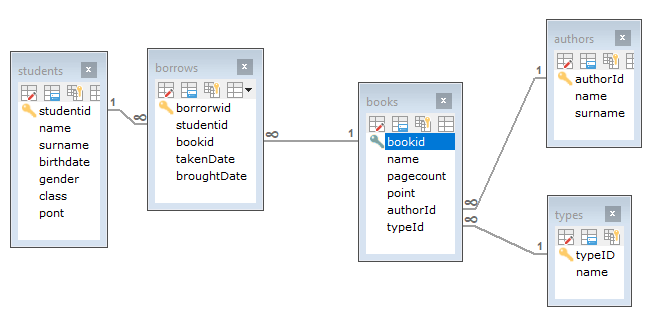 students
studentid
name
surname
birthdate
gender
class
pont
1
∞
borrows
borrorwid
studentid
bookid
takenDate
broughtDate
∞
1
books
bookid
name
pagecount
point
authorId
typeId
∞
∞
1
authors
authorId
name
surname
1
types
typeID
name